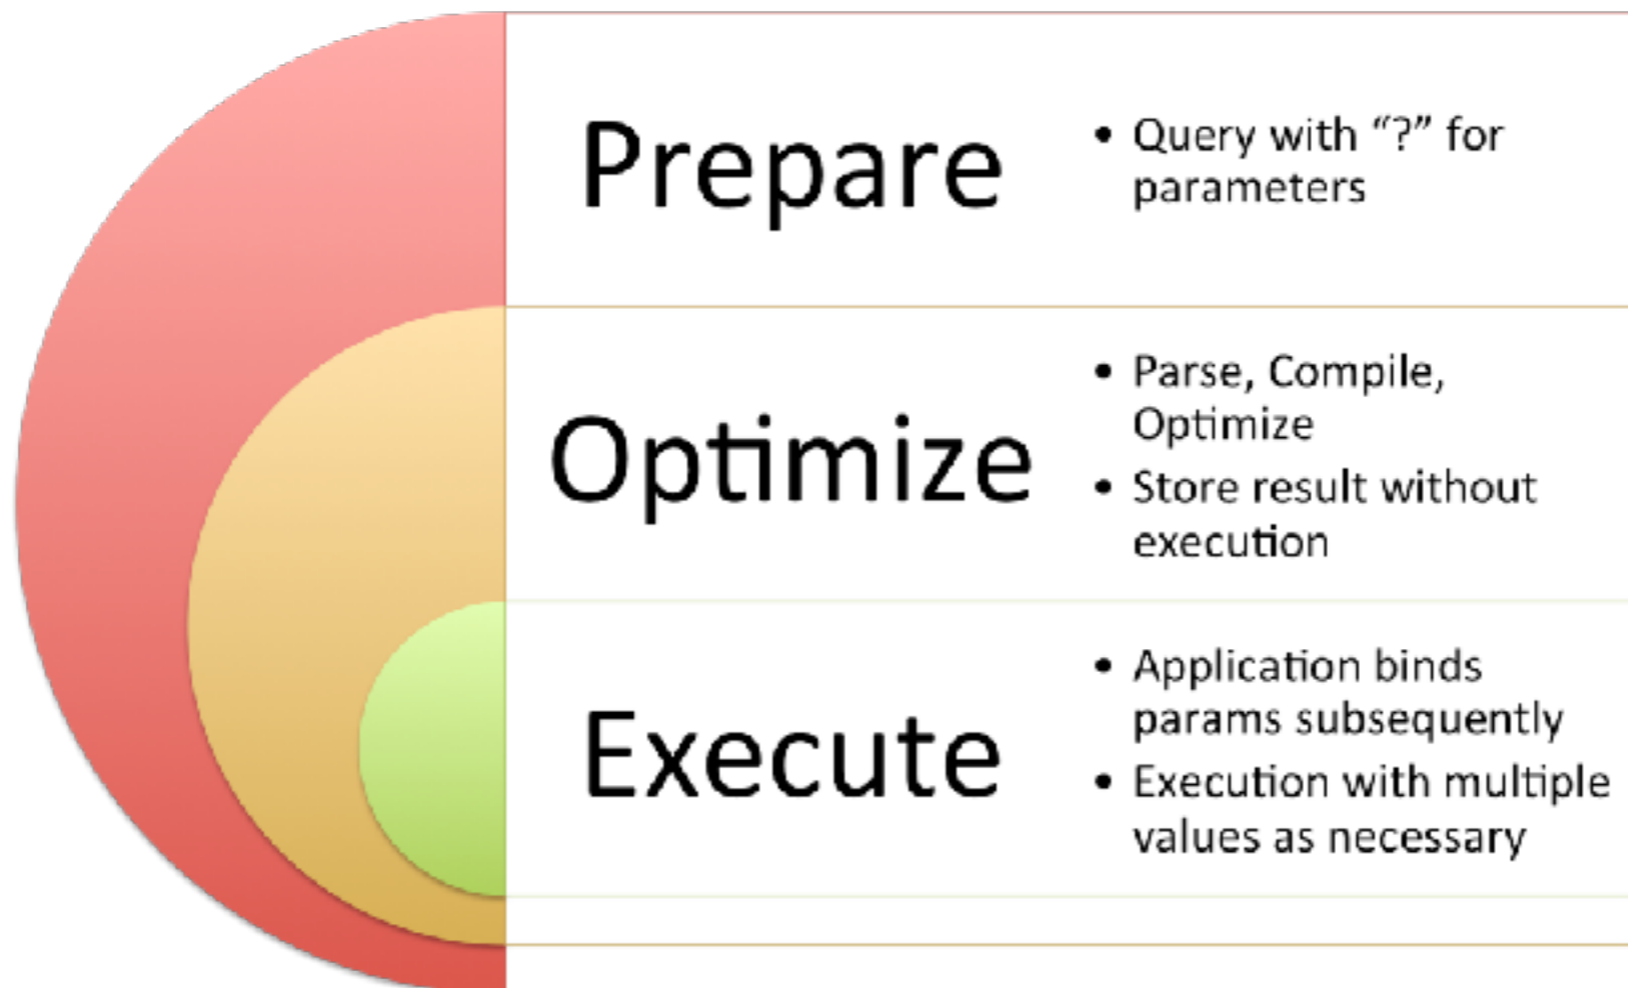 Prepare
• Query with “?” for
parameters
Optimize
• Parse, Compile,
Optimize
• Store result without
execution
Execute
• Application binds
params subsequently
• Execution with multiple
values as necessary